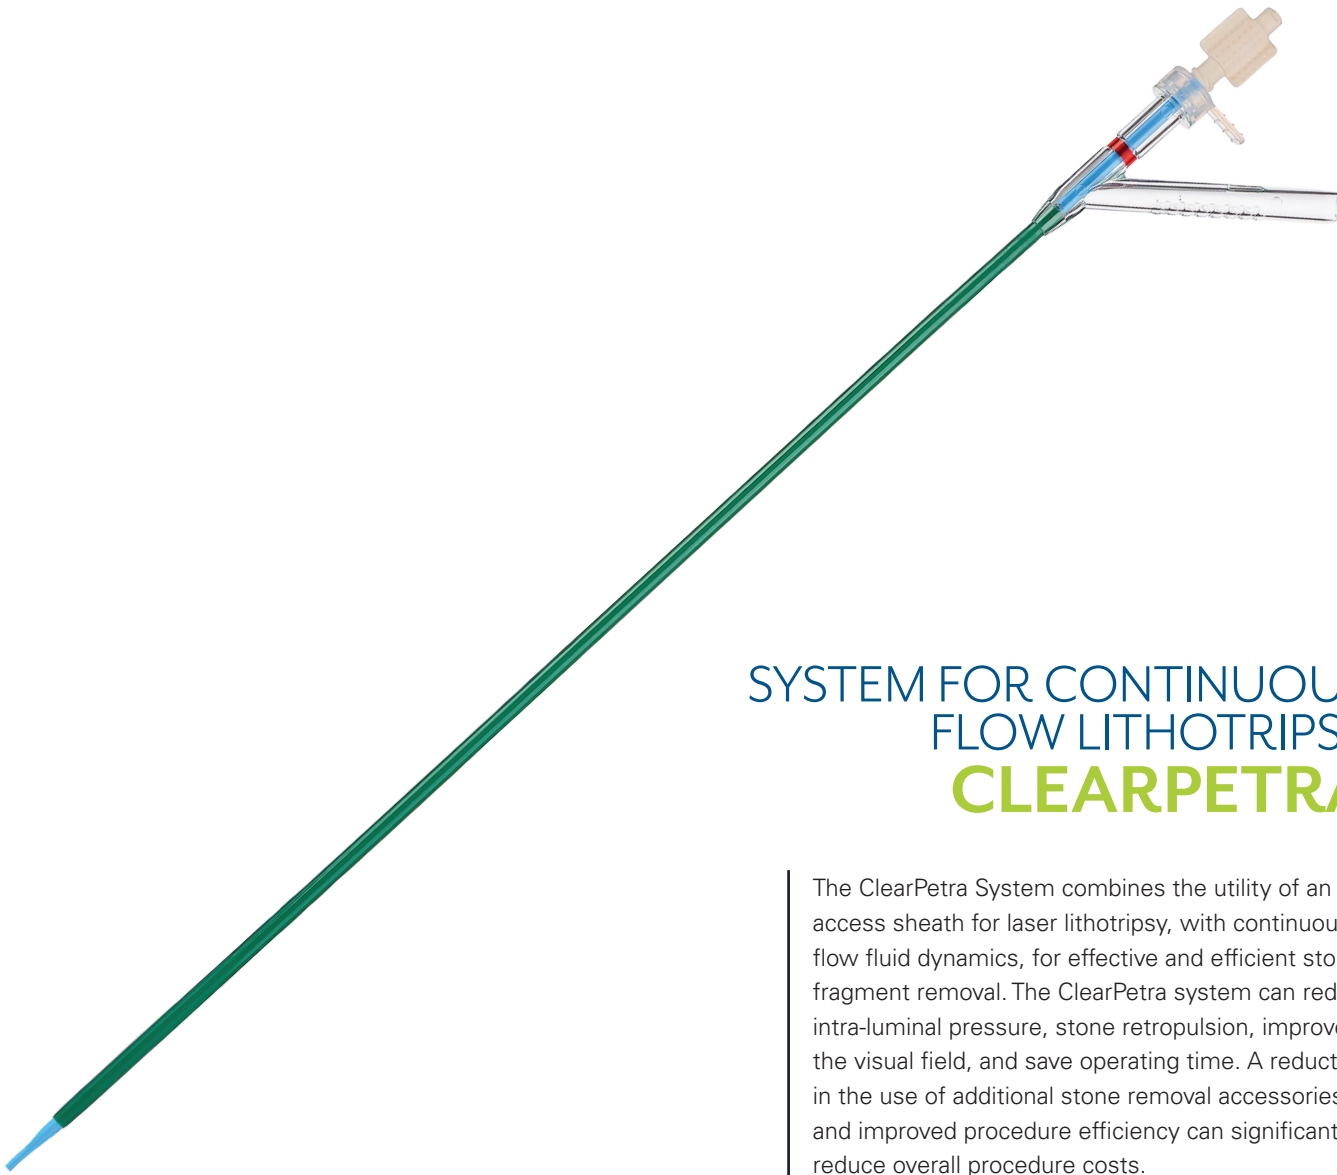 SYSTEM FOR CONTINUOU
FLOW LITHOTRIPS
CLEARPETRA
The ClearPetra System combines the utility of an
access sheath for laser lithotripsy, with continuou
flow fluid dynamics, for effective and efficient sto
fragment removal. The ClearPetra system can red
intra-luminal pressure, stone retropulsion, improve
the visual field, and save operating time. A reduct
in the use of additional stone removal accessories
and improved procedure efficiency can significant
reduce overall procedure costs.